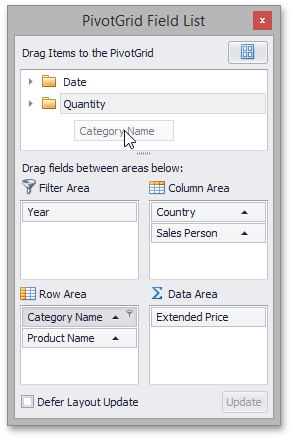 PivotGrid Field List
x
Drag Items to the PivotGrid
Date
Quantity
Category Name
Drag fields between areas below:
Filter Area
Column Area
Year
Country
Sales Person
Row Area
Data Area
Category Name
Extended Price
Product Name
Defer Layout Update
Update